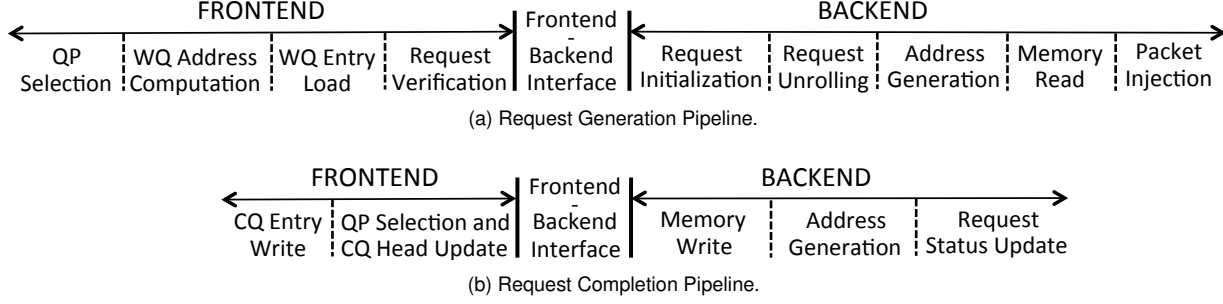 FRONTEND
Frontend
-
Backend
Interface
BACKEND
QP
Selection
WQ Address
Computation
WQ Entry
Load
Request
Verification
Request
Initialization
Request
Unrolling
Address
Generation
Memory
Read
Packet
Injection
(a) Request Generation Pipeline.
FRONTEND
Frontend
-
Backend
Interface
BACKEND
CQ Entry
Write
QP Selection and
CQ Head Update
Memory
Write
Address
Generation
Request
Status Update
(b) Request Completion Pipeline.